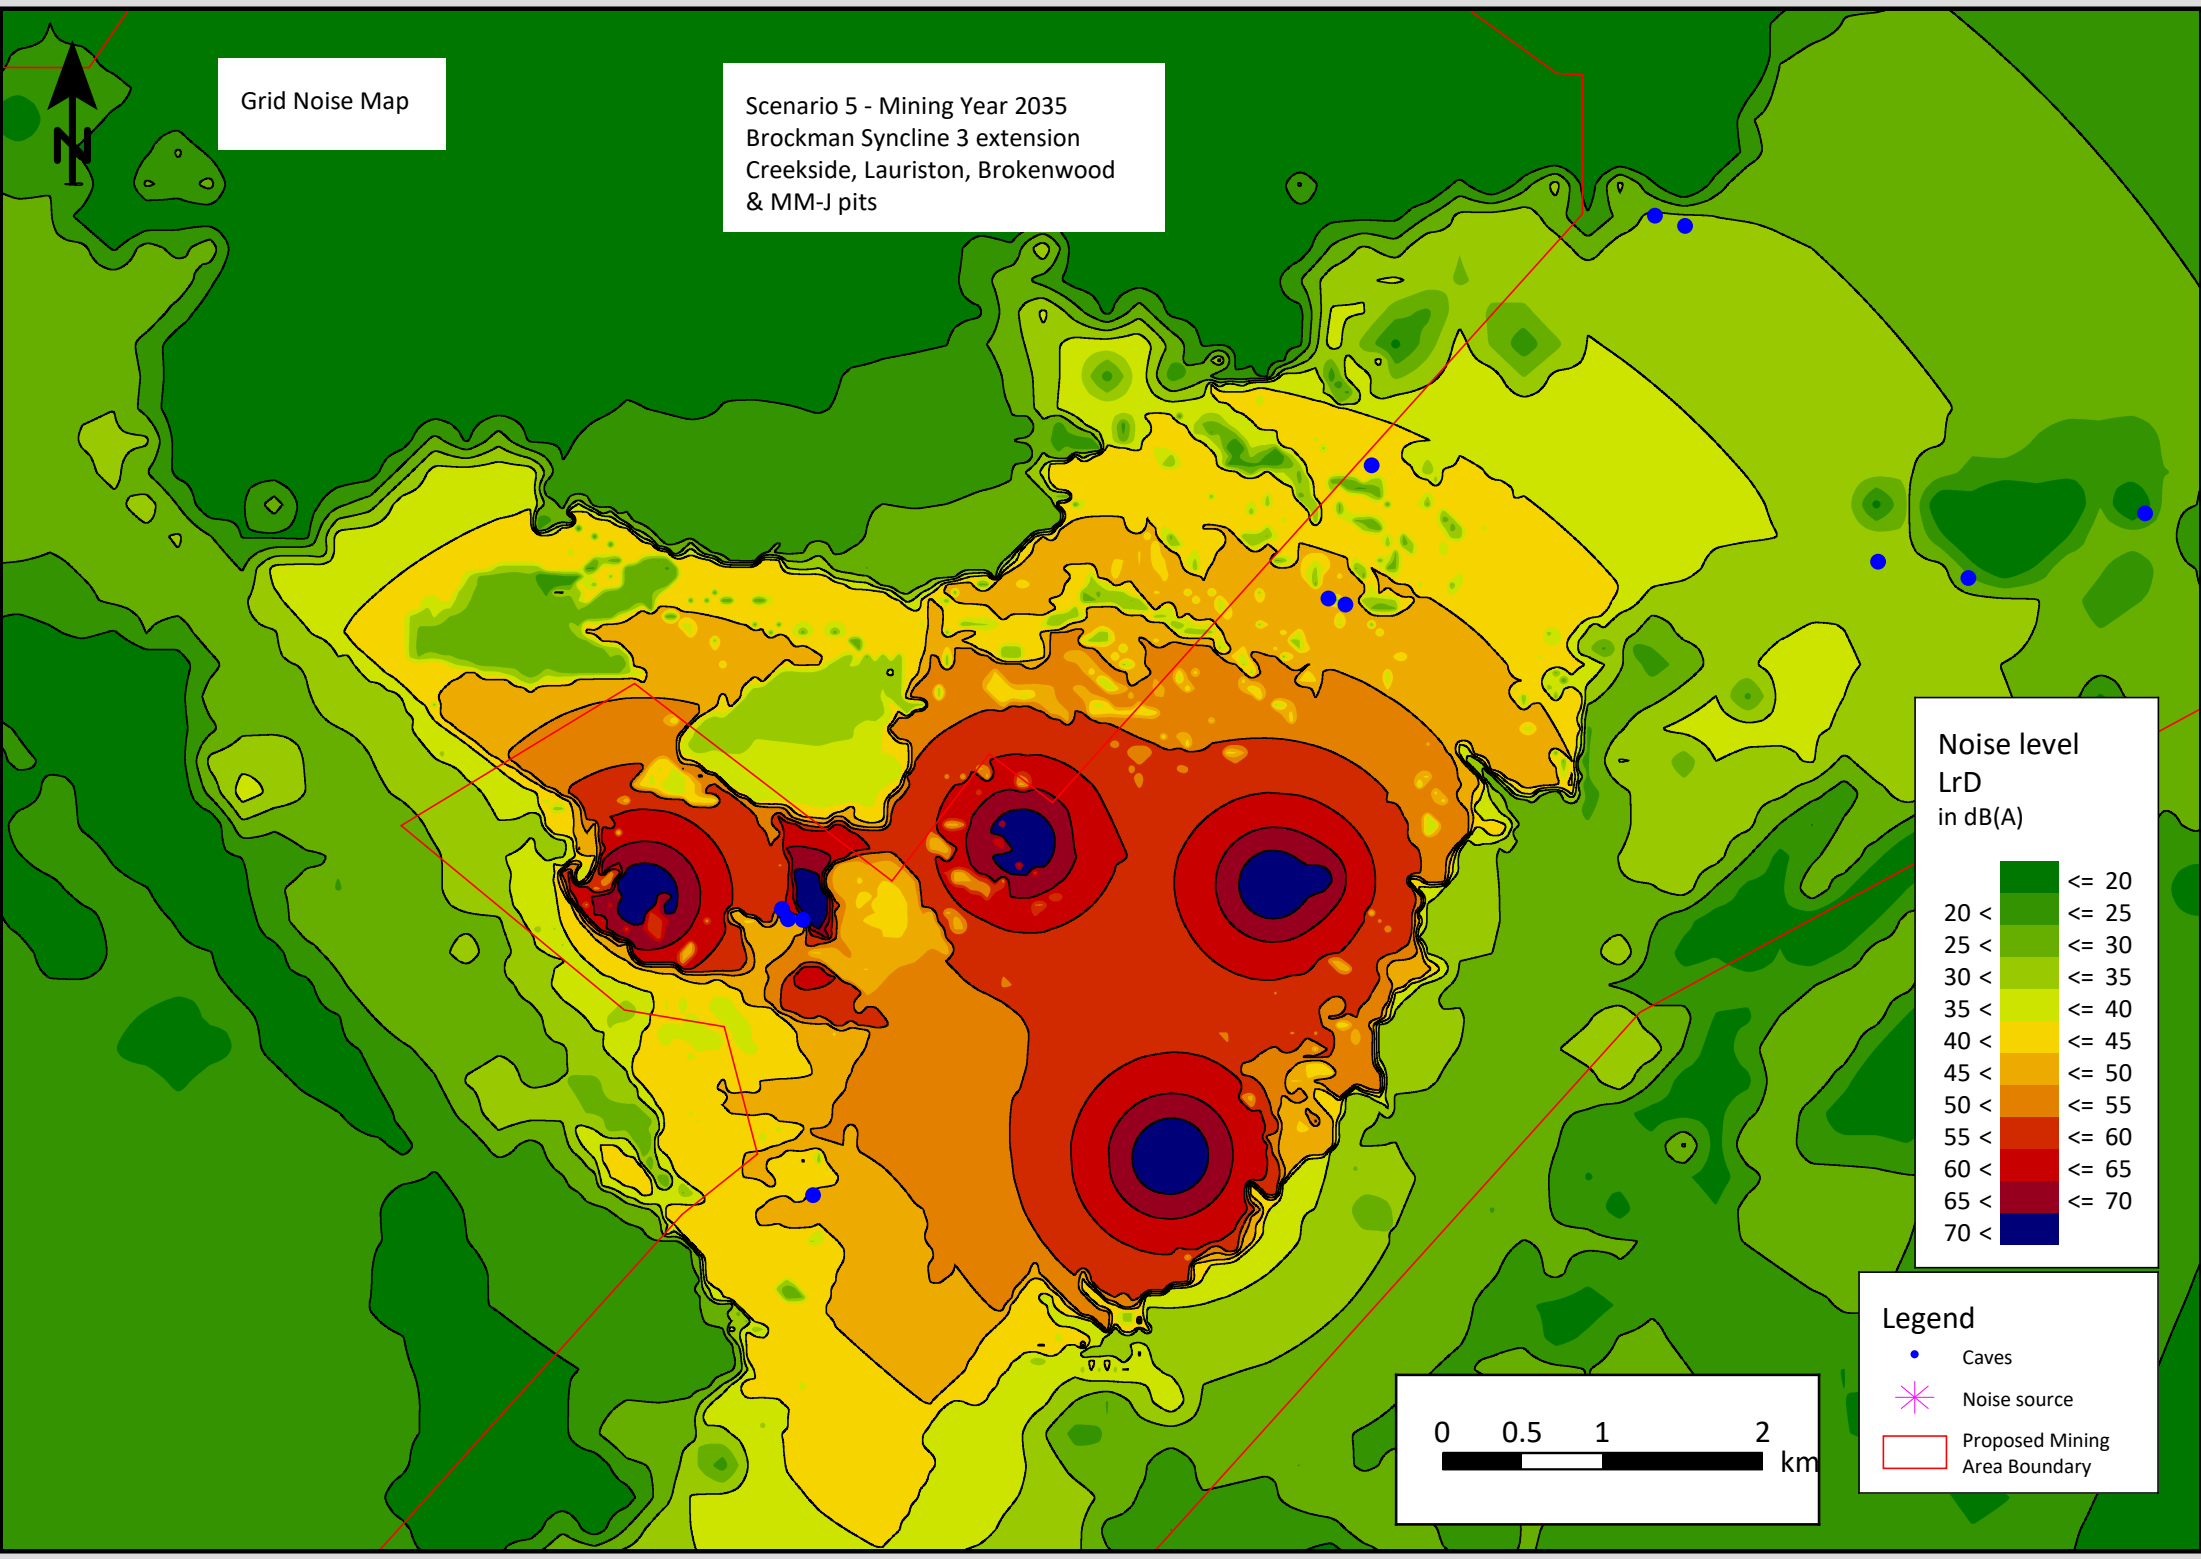 N
Grid Noise Map
Scenario 5 - Mining Year 2035
Brockman Syncline 3 extension
Creekside, Lauriston, Brokenwood
& MM-J pits
Noise level
LrD
in dB(A)
<= 20
20 < <= 25
25 < <= 30
30 < <= 35
35 < <= 40
40 < <= 45
45 < <= 50
50 < <= 55
55 < <= 60
60 < <= 65
65 < <= 70
70 <
Legend
Caves
Noise source
Proposed Mining
Area Boundary
0 0.5 1 2
km